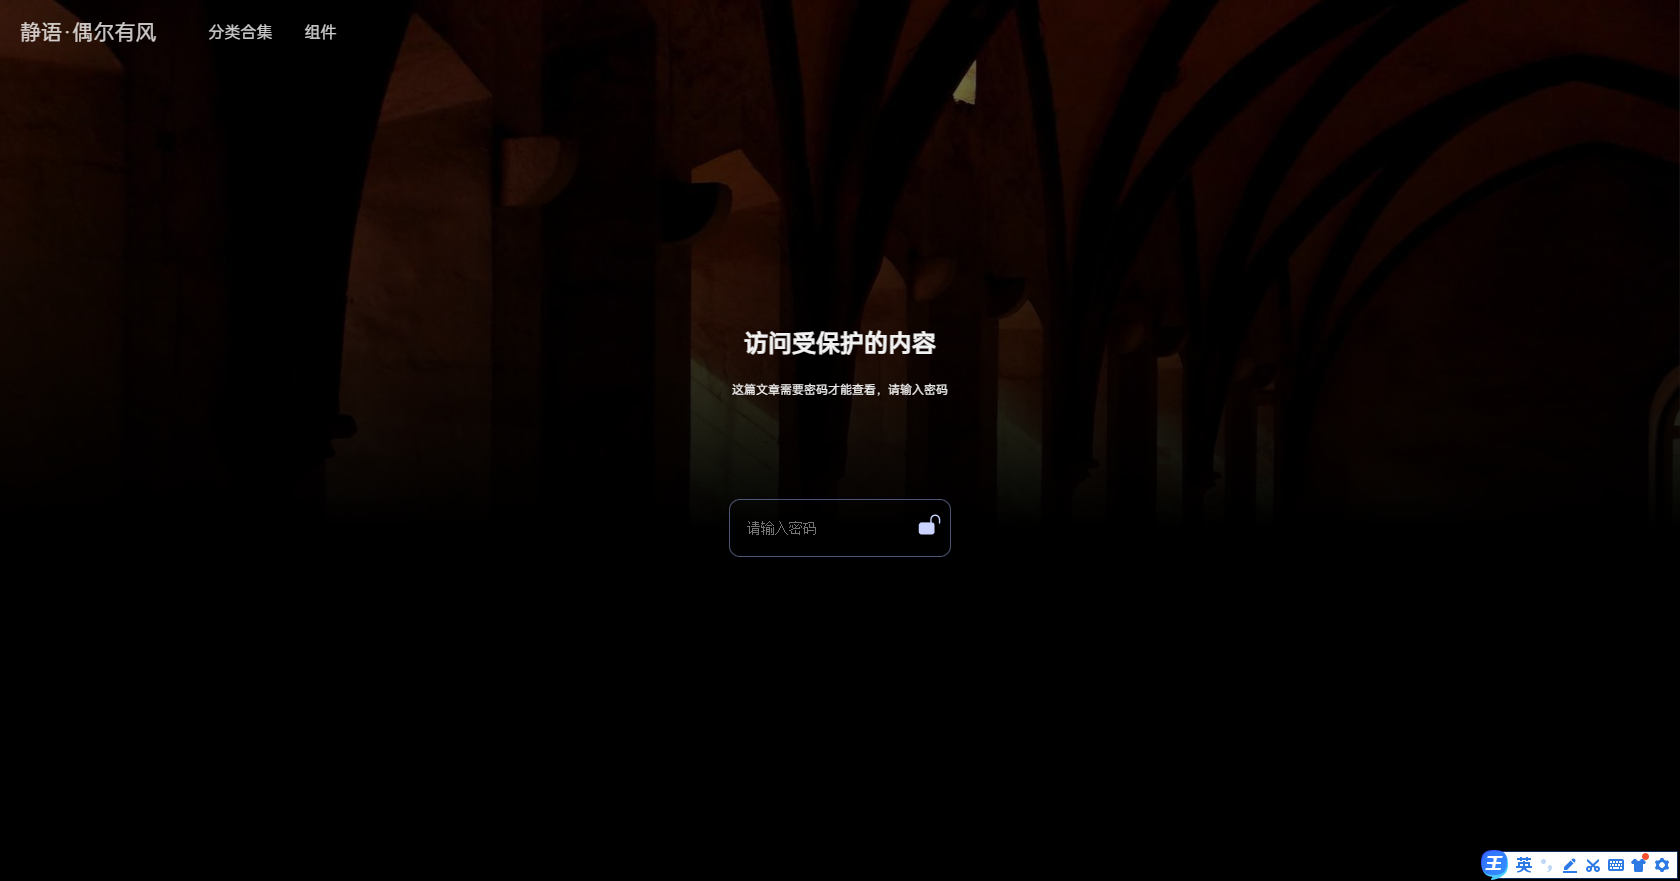 静语·偶尔有风 分类合集 组件
访问受保护的内容
这篇文章需要密码才能查看，请输入密码
请输入密码
王 英